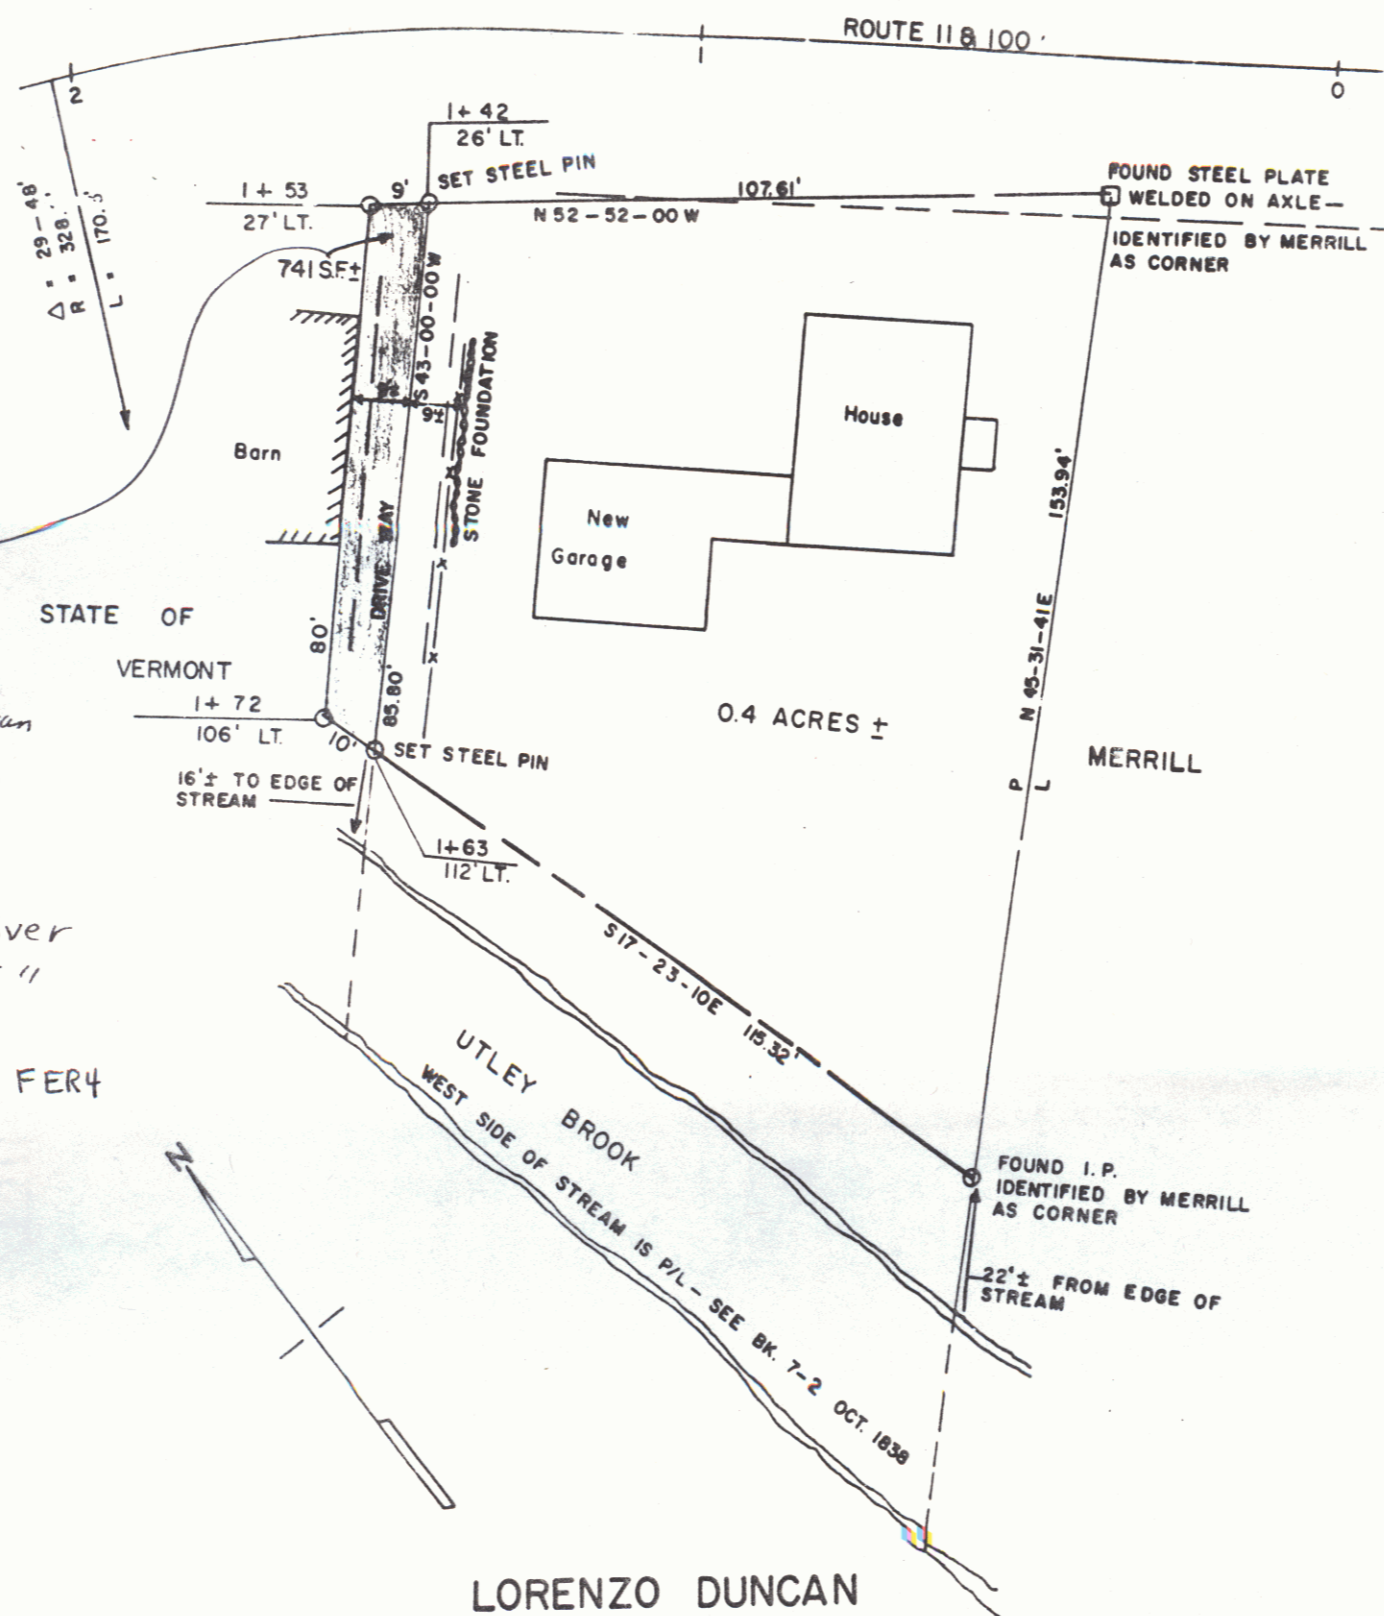 ROUTE 11 & 100
2
1
0
1+ 42
26' LT.
SET STEEL PIN
9'
1 + 53
27' LT.
107.61'
N 52-52-00 W
FOUND STEEL PLATE
WELDED ON AXLE—
IDENTIFIED BY MERRILL
AS CORNER
Δ = 29-48'
R = 328.
L = 170.5'
741 S.F.±
S 43-00-00 W
9±
STONE FOUNDATION
Barn
DRIVE WAY
House
New
Garage
153.94'
N 45-31-41 E
STATE OF
VERMONT
80'
85.80'
1+ 72
106' LT.
10'
SET STEEL PIN
0.4 ACRES ±
P L
MERRILL
16'± TO EDGE OF
STREAM
1+63
112' LT.
S 17-23-10E 115.32'
ver
"
FER4
UTLEY BROOK
WEST SIDE OF STREAM IS P/L - SEE BK. 7-2 OCT. 1838
N
FOUND I. P.
IDENTIFIED BY MERRILL
AS CORNER
22'± FROM EDGE OF
STREAM
LORENZO DUNCAN